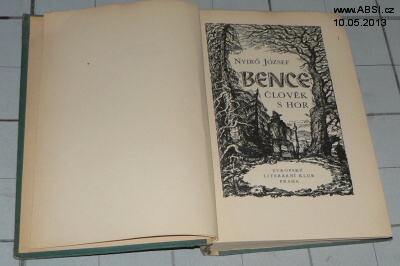 www.ABSI.cz
10.05.2013
NYIRŐ JÓZSEF
BENCE
ČLOVĚK
S HOR
EVROPSKÝ
LITERÁRNÍ KLUB
PRAHA